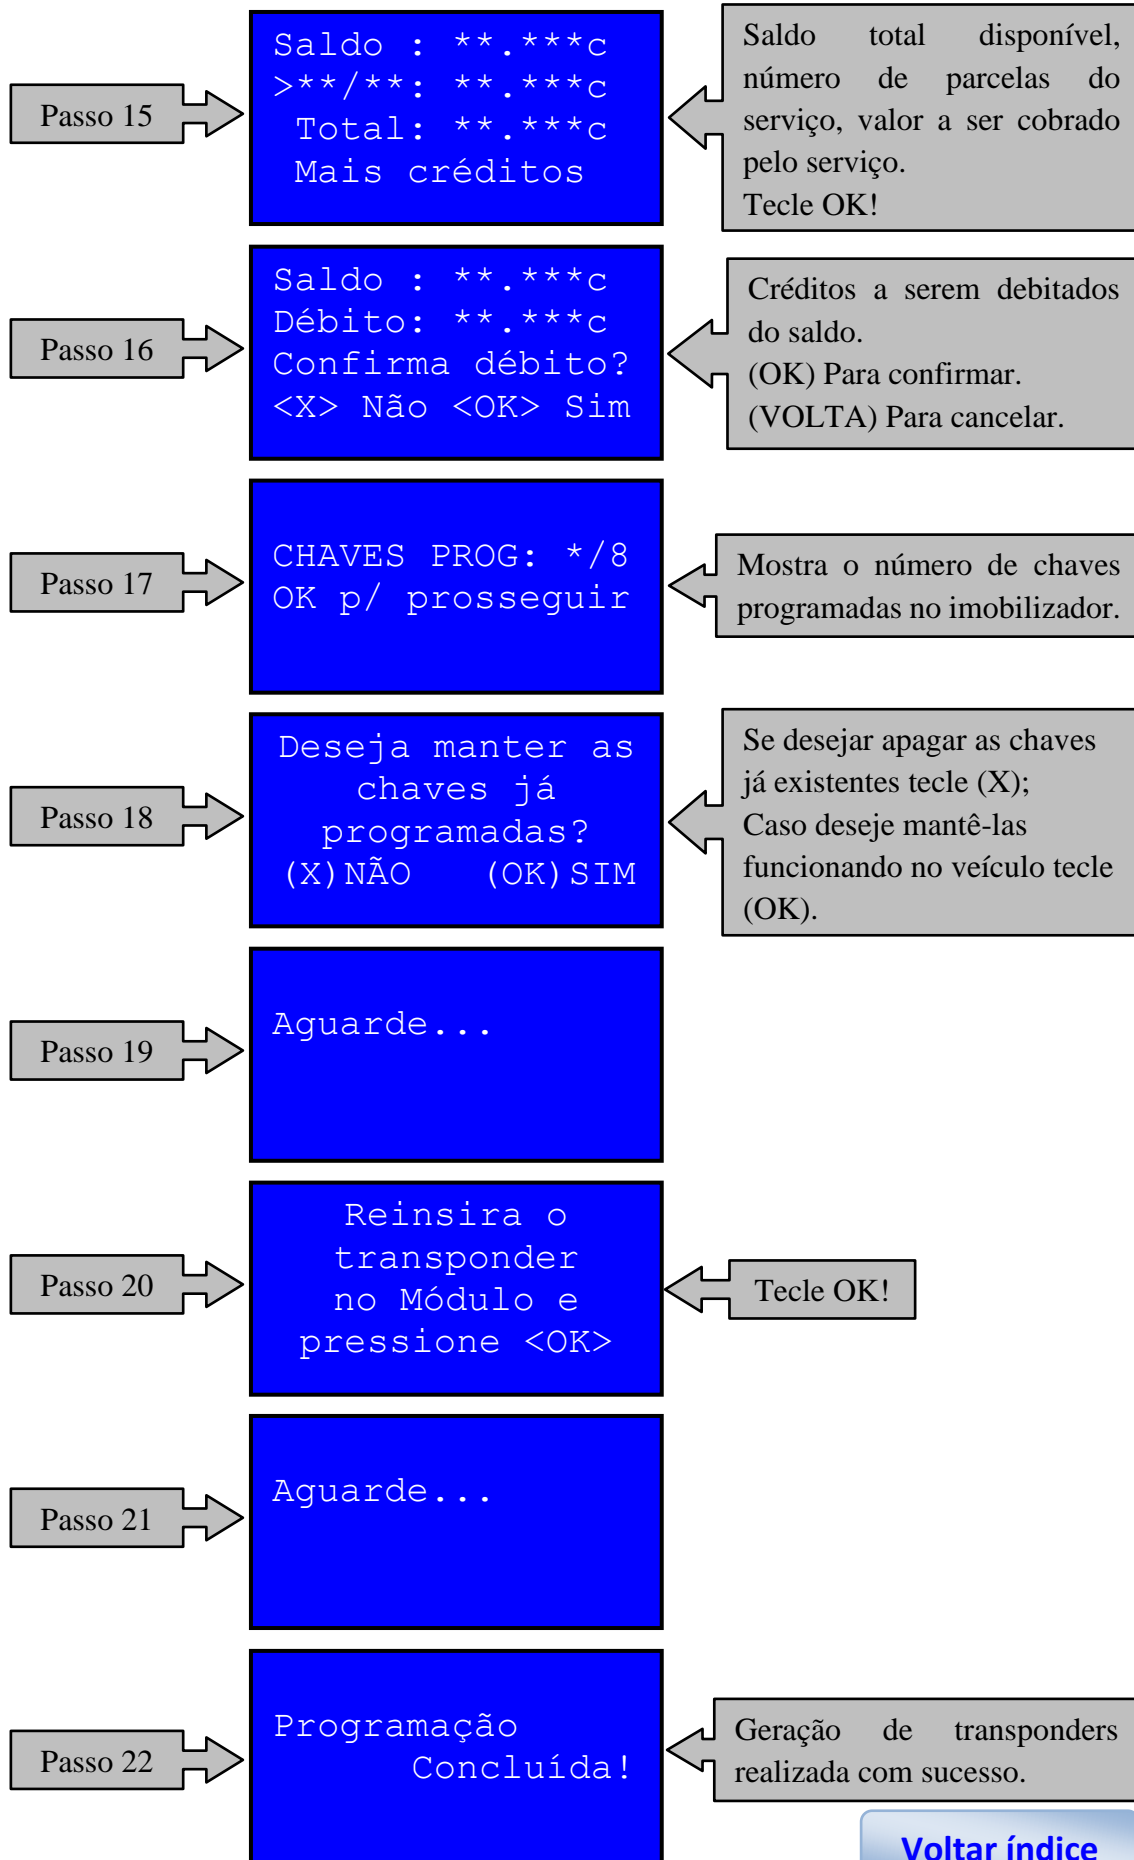 Passo 15
Saldo : **.***c
>**/**: **.***c
Total: **.***c
Mais créditos
Saldo total disponível,
número de parcelas do
serviço, valor a ser cobrado
pelo serviço.
Tecle OK!
Passo 16
Saldo : **.***c
Débito: **.***c
Confirma débito?
<X> Não <OK> Sim
Créditos a serem debitados
do saldo.
(OK) Para confirmar.
(VOLTA) Para cancelar.
Passo 17
CHAVES PROG: */8
OK p/ prosseguir
Mostra o número de chaves
programadas no imobilizador.
Passo 18
Deseja manter as
chaves já
programadas?
(X)NÃO (OK)SIM
Se desejar apagar as chaves
já existentes tecle (X);
Caso deseje mantê-las
funcionando no veículo tecle
(OK).
Passo 19
Aguarde...
Passo 20
Reinsira o
transponder
no Módulo e
pressione <OK>
Tecle OK!
Passo 21
Aguarde...
Passo 22
Programação
Concluída!
Geração de transponders
realizada com sucesso.
Voltar índice